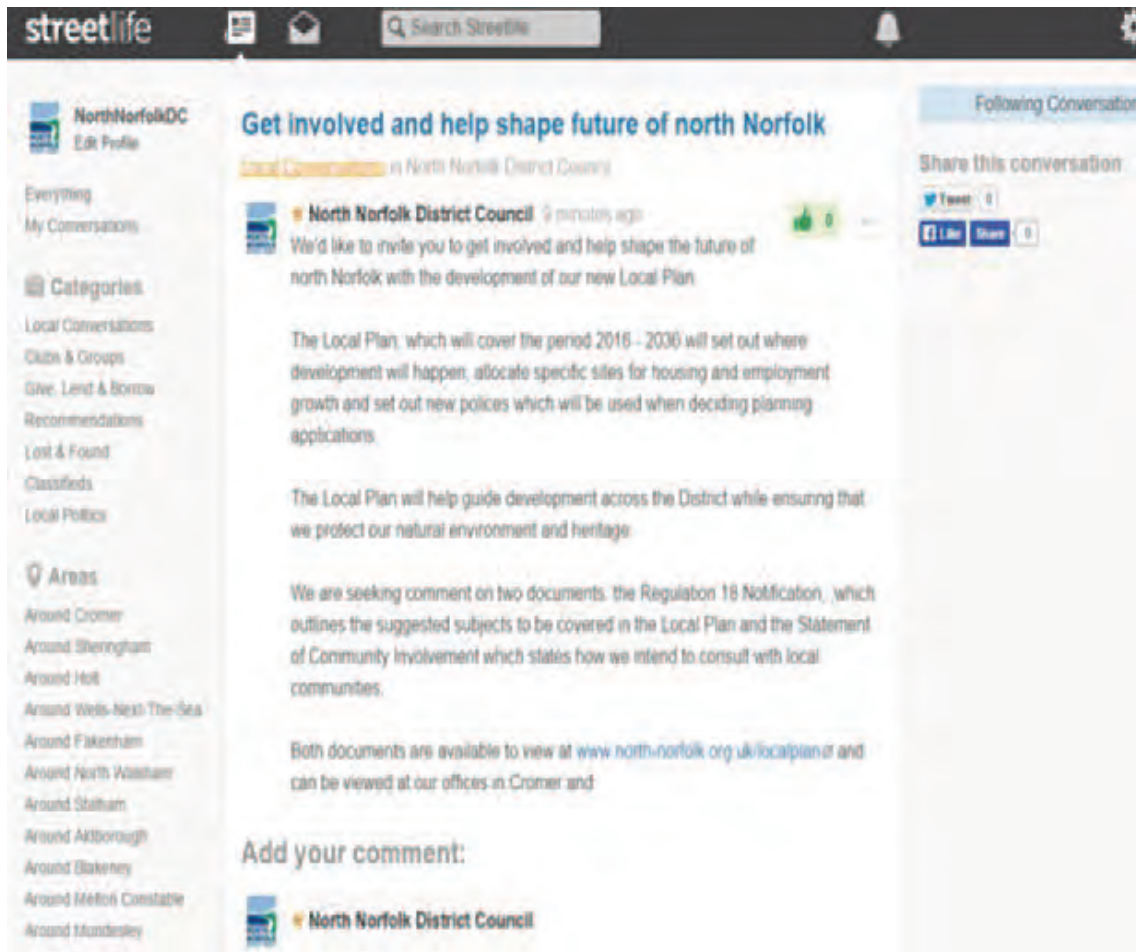 streetlife
Search Streetlife
NorthNorfolkDC
Edit Profile
Everything
My Conversations
Categories
Local Conversations
Clubs & Groups
Give, Lend & Borrow
Recommendations
Lost & Found
Classifieds
Local Politics
Areas
Around Cromer
Around Sheringham
Around Holt
Around Wells-Next-The-Sea
Around Fakenham
Around North Walsham
Around Stalham
Around Aldborough
Around Blakeney
Around Melton Constable
Around Mundesley
Get involved and help shape future of north Norfolk
Local Conversations in North Norfolk District Council
North Norfolk District Council 9 minutes ago
0
We'd like to invite you to get involved and help shape the future of
north Norfolk with the development of our new Local Plan
The Local Plan, which will cover the period 2016 - 2036 will set out where
development will happen, allocate specific sites for housing and employment
growth and set out new polices which will be used when deciding planning
applications.
The Local Plan will help guide development across the District while ensuring that
we protect our natural environment and heritage.
We are seeking comment on two documents. the Regulation 18 Notification, ,which
outlines the suggested subjects to be covered in the Local Plan and the Statement
of Community Involvement which states how we intend to consult with local
communities.
Both documents are available to view at www.north-norfolk.org.uk/localplan and
can be viewed at our offices in Cromer and
Add your comment:
North Norfolk District Council
Following Conversation
Share this conversation
Tweet 0
Like Share 0